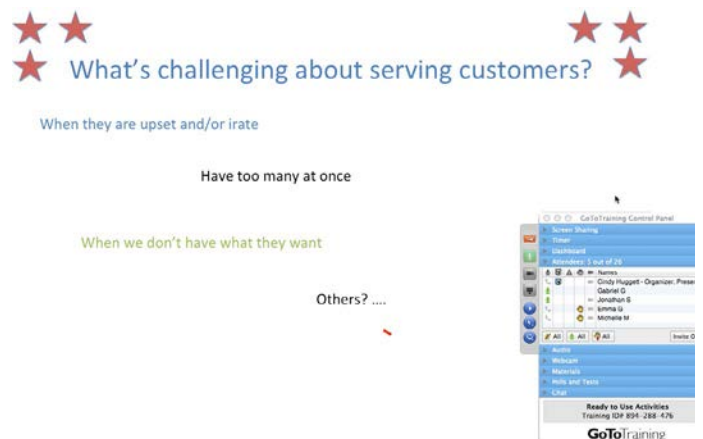 What's challenging about serving customers?
When they are upset and/or irate
Have too many at once
When we don't have what they want
Others? ....
GoToTraining Control Panel
Screen Sharing
Timer
Dashboard
Attendees: 5 out of 26
Names
Cindy Huggett - Organizer, Prese
Gabriel G
Jonathan S
Emma G
Michelle M
All All All Invite O
Audio
Webcam
Materials
Polls and Tests
Chat
Ready to Use Activities
Training ID# 894-288-476
GoToTraining